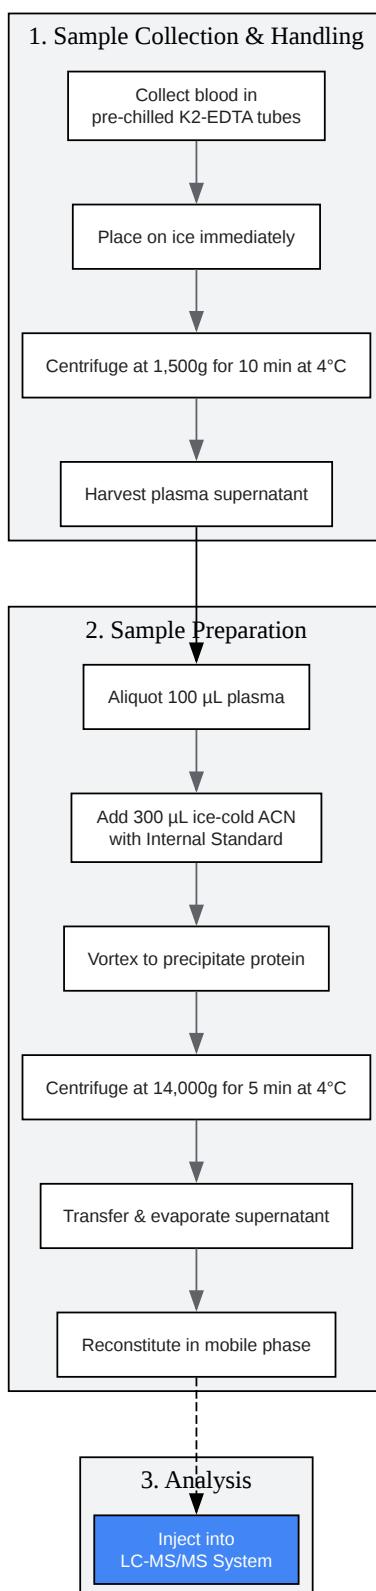 1. Sample Collection & Handling
Collect blood in
pre-chilled K2-EDTA tubes
Place on ice immediately
Centrifuge at 1,500g for 10 min at 4°C
Harvest plasma supernatant
2. Sample Preparation
Aliquot 100 µL plasma
Add 300 µL ice-cold ACN
with Internal Standard
Vortex to precipitate protein
Centrifuge at 14,000g for 5 min at 4°C
Transfer & evaporate supernatant
Reconstitute in mobile phase
3. Analysis
Inject into
LC-MS/MS System